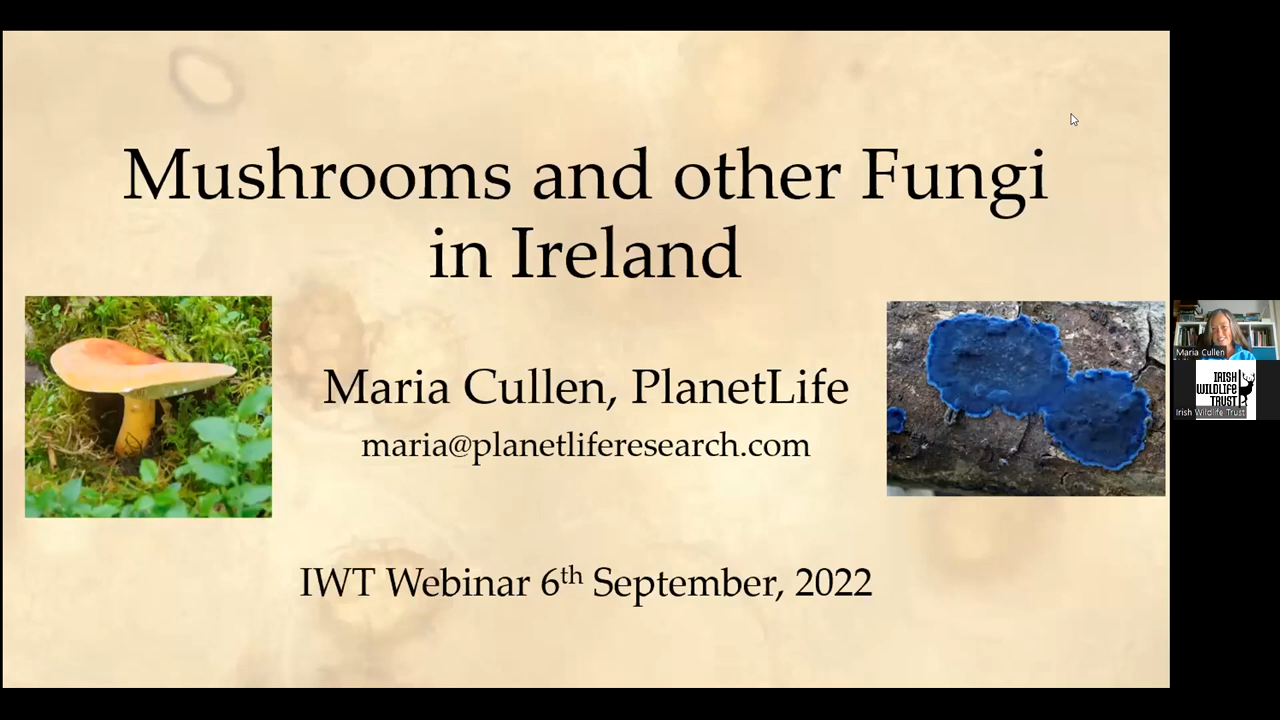 Mushrooms and other Fungi
in Ireland
Maria Cullen, PlanetLife
maria@planetliferesearch.com
IWT Webinar 6th September, 2022
Maria Cullen
IRISH
WILDLIFE
TRUST
Irish Wildlife Trust